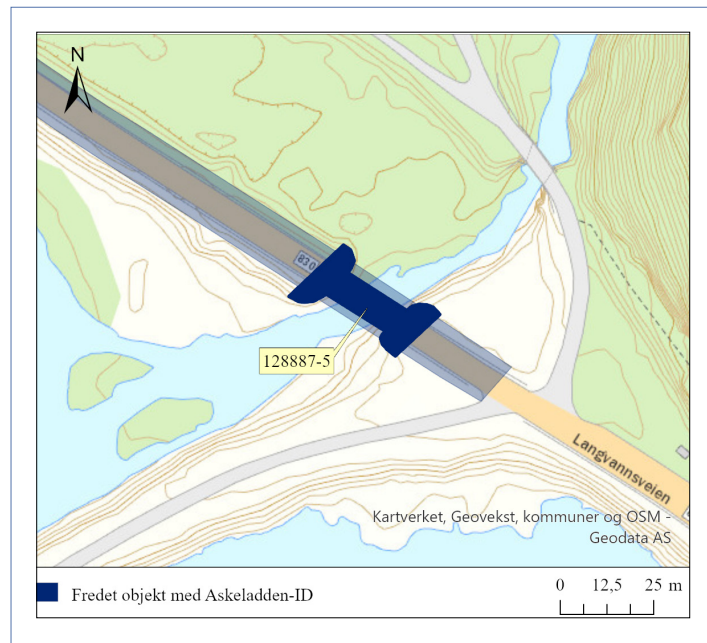 N
830
128887-5
Langvannsveien
Kartverket, Geovekst, kommuner og OSM -
Geodata AS
Fredet objekt med Askeladden-ID
0 12,5 25 m